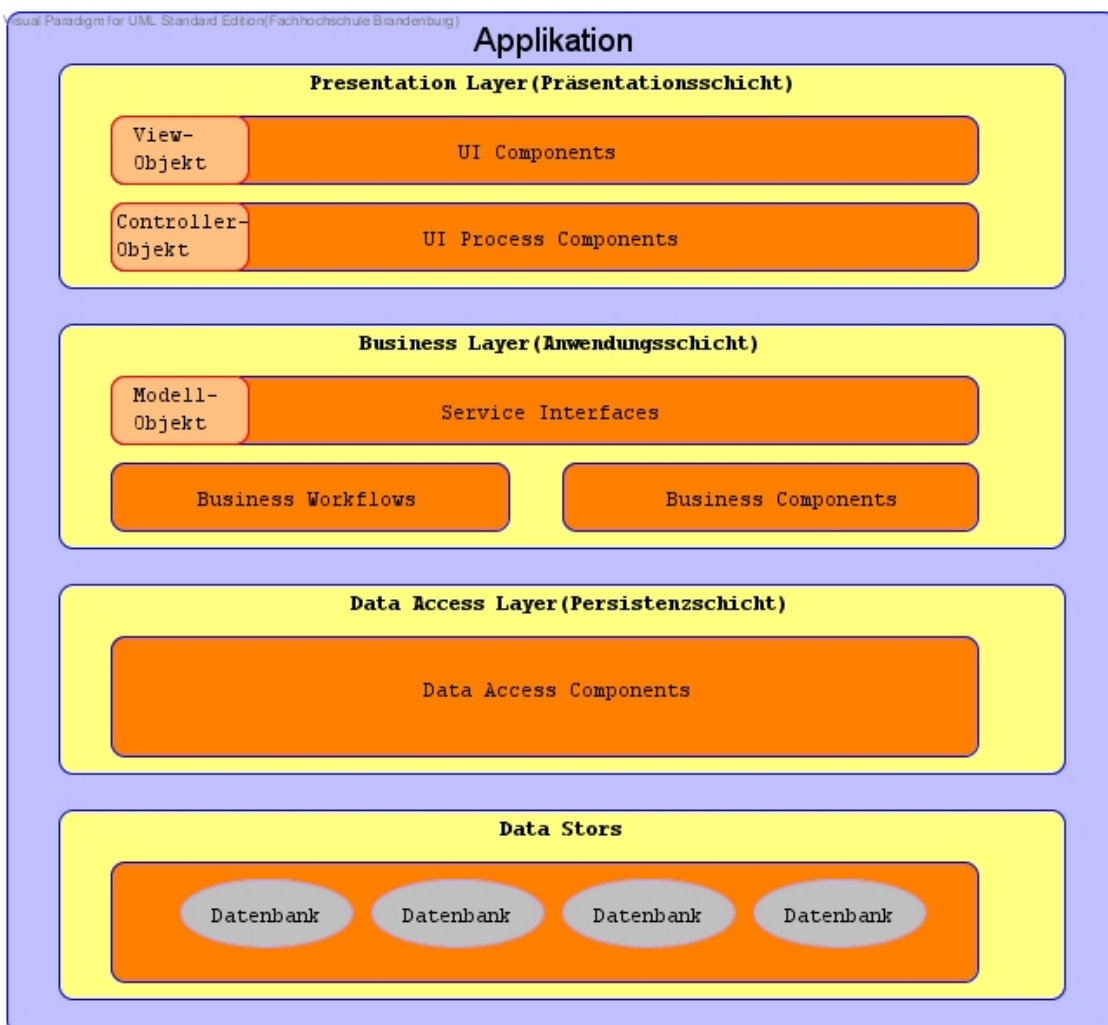 Visual Paradigm for UML Standard Edition(Fachhochschule Brandenburg)
Applikation
Presentation Layer(Präsentationsschicht)
View-
Objekt
UI Components
Controller-
Objekt
UI Process Components
Business Layer(Anwendungsschicht)
Modell-
Objekt
Service Interfaces
Business Workflows
Business Components
Data Access Layer(Persistenzschicht)
Data Access Components
Data Stors
Datenbank
Datenbank
Datenbank
Datenbank